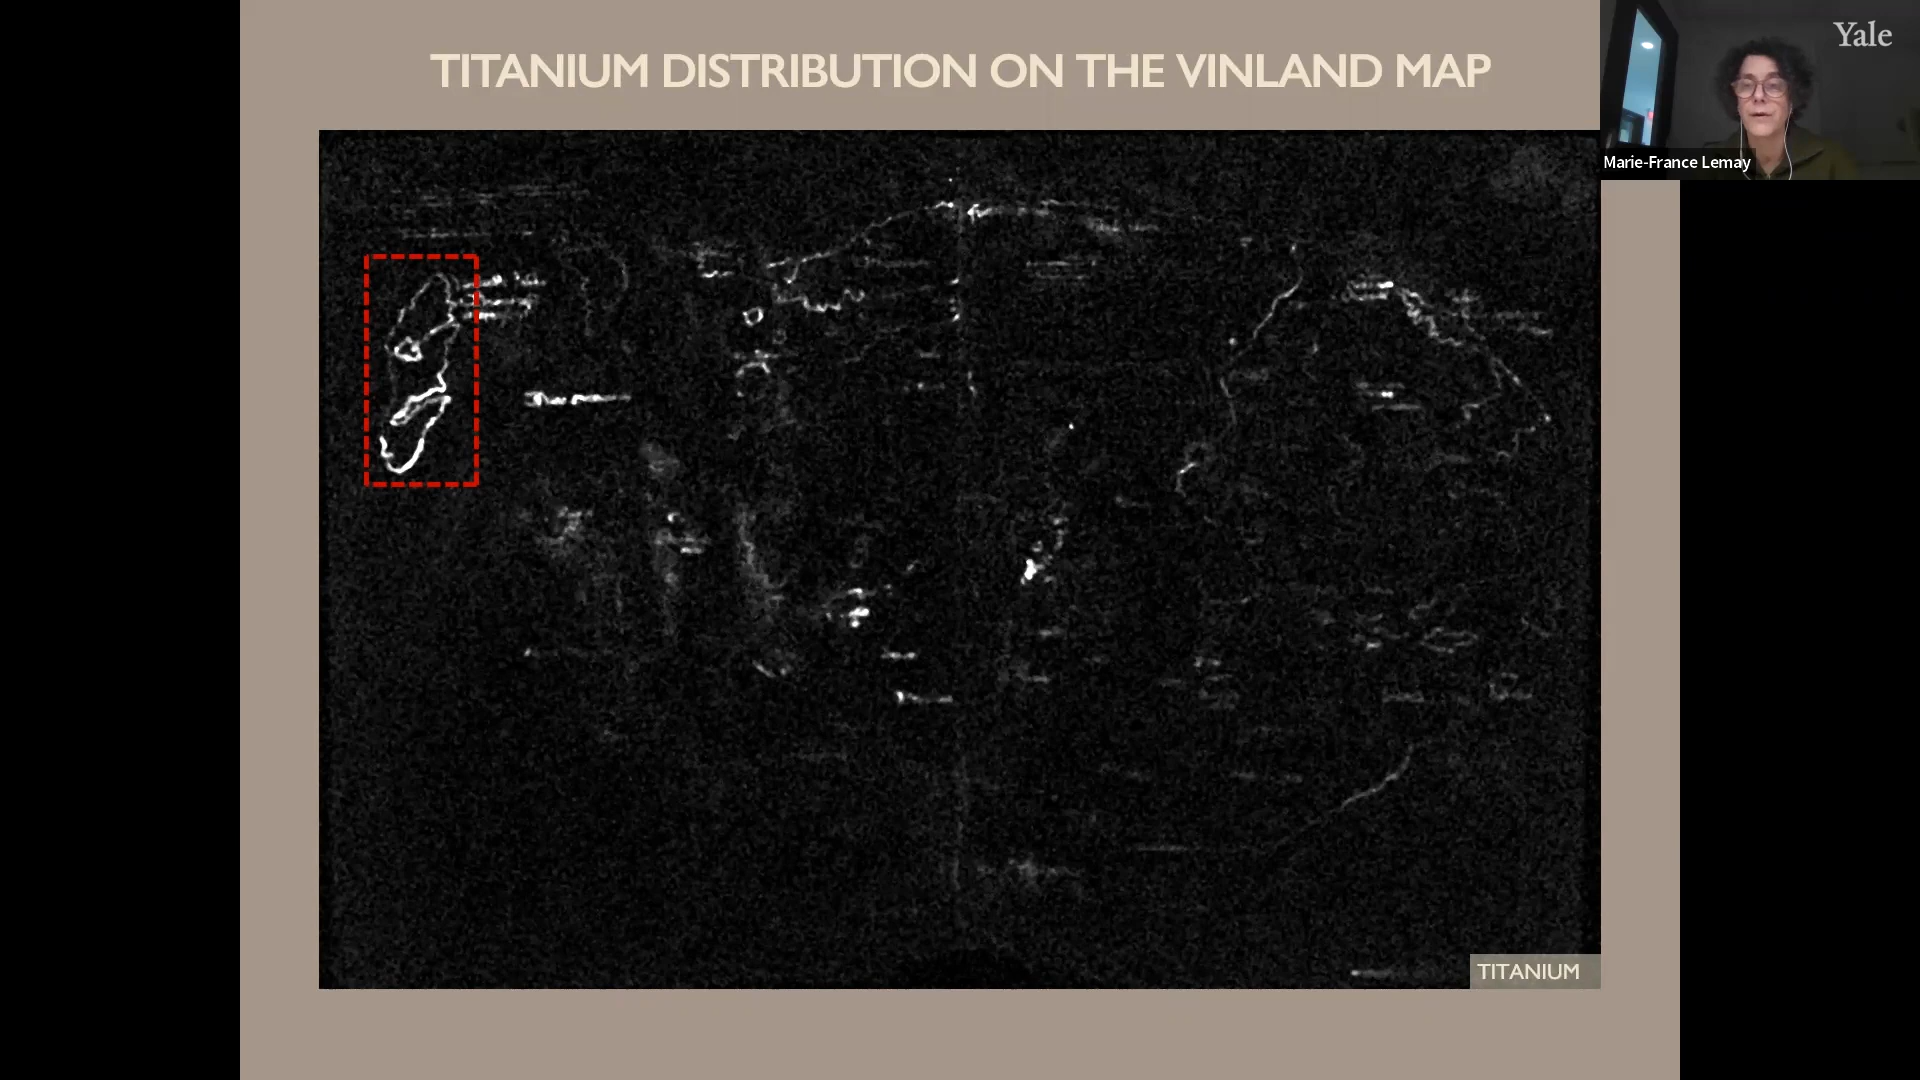 TITANIUM DISTRIBUTION ON THE VINLAND MAP
Yale
Marie-France Lemay
TITANIUM